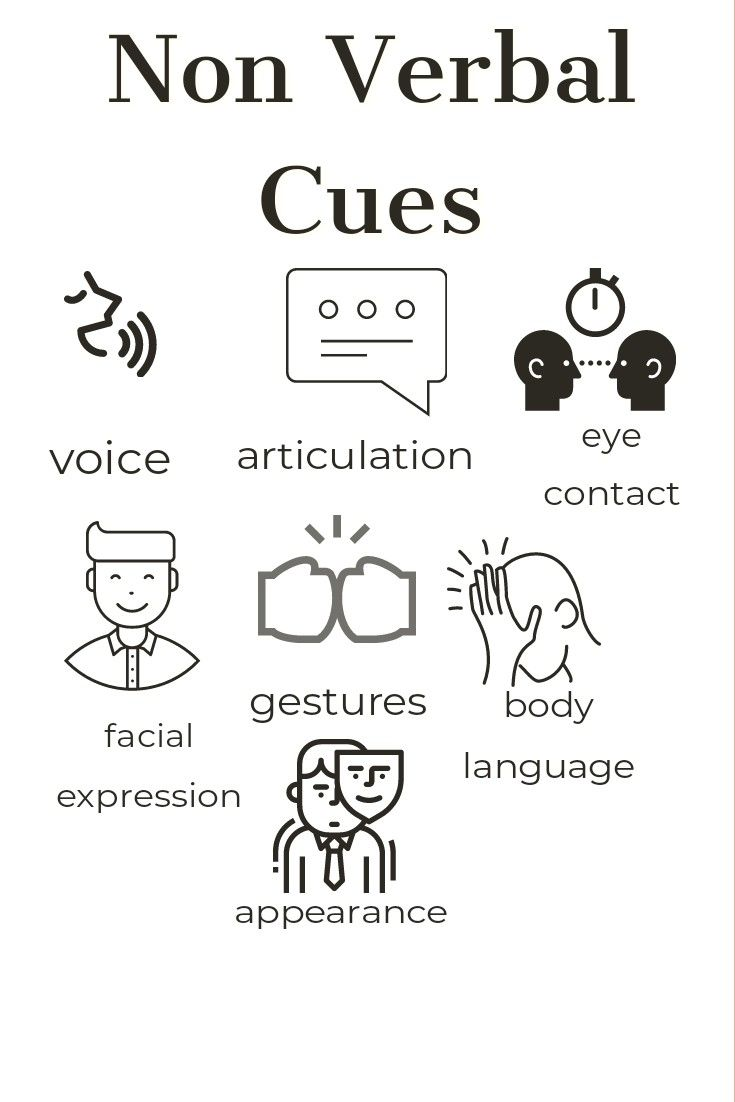 Non Verbal
Cues
voice
articulation
eye
contact
facial
expression
gestures
body
language
appearance